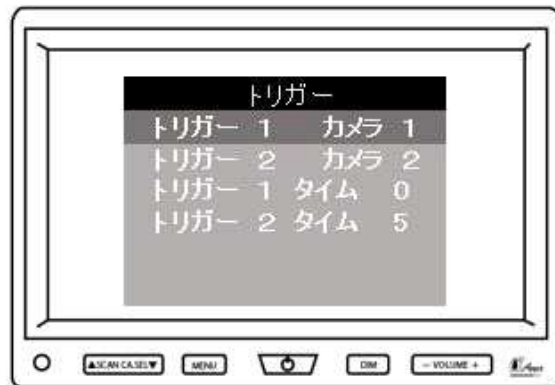 トリガー
トリガー 1 カメラ 1
トリガー 2 カメラ 2
トリガー 1 タイム 0
トリガー 2 タイム 5
▲SCAN CA.SEL▼ MENU DIM − VOLUME +